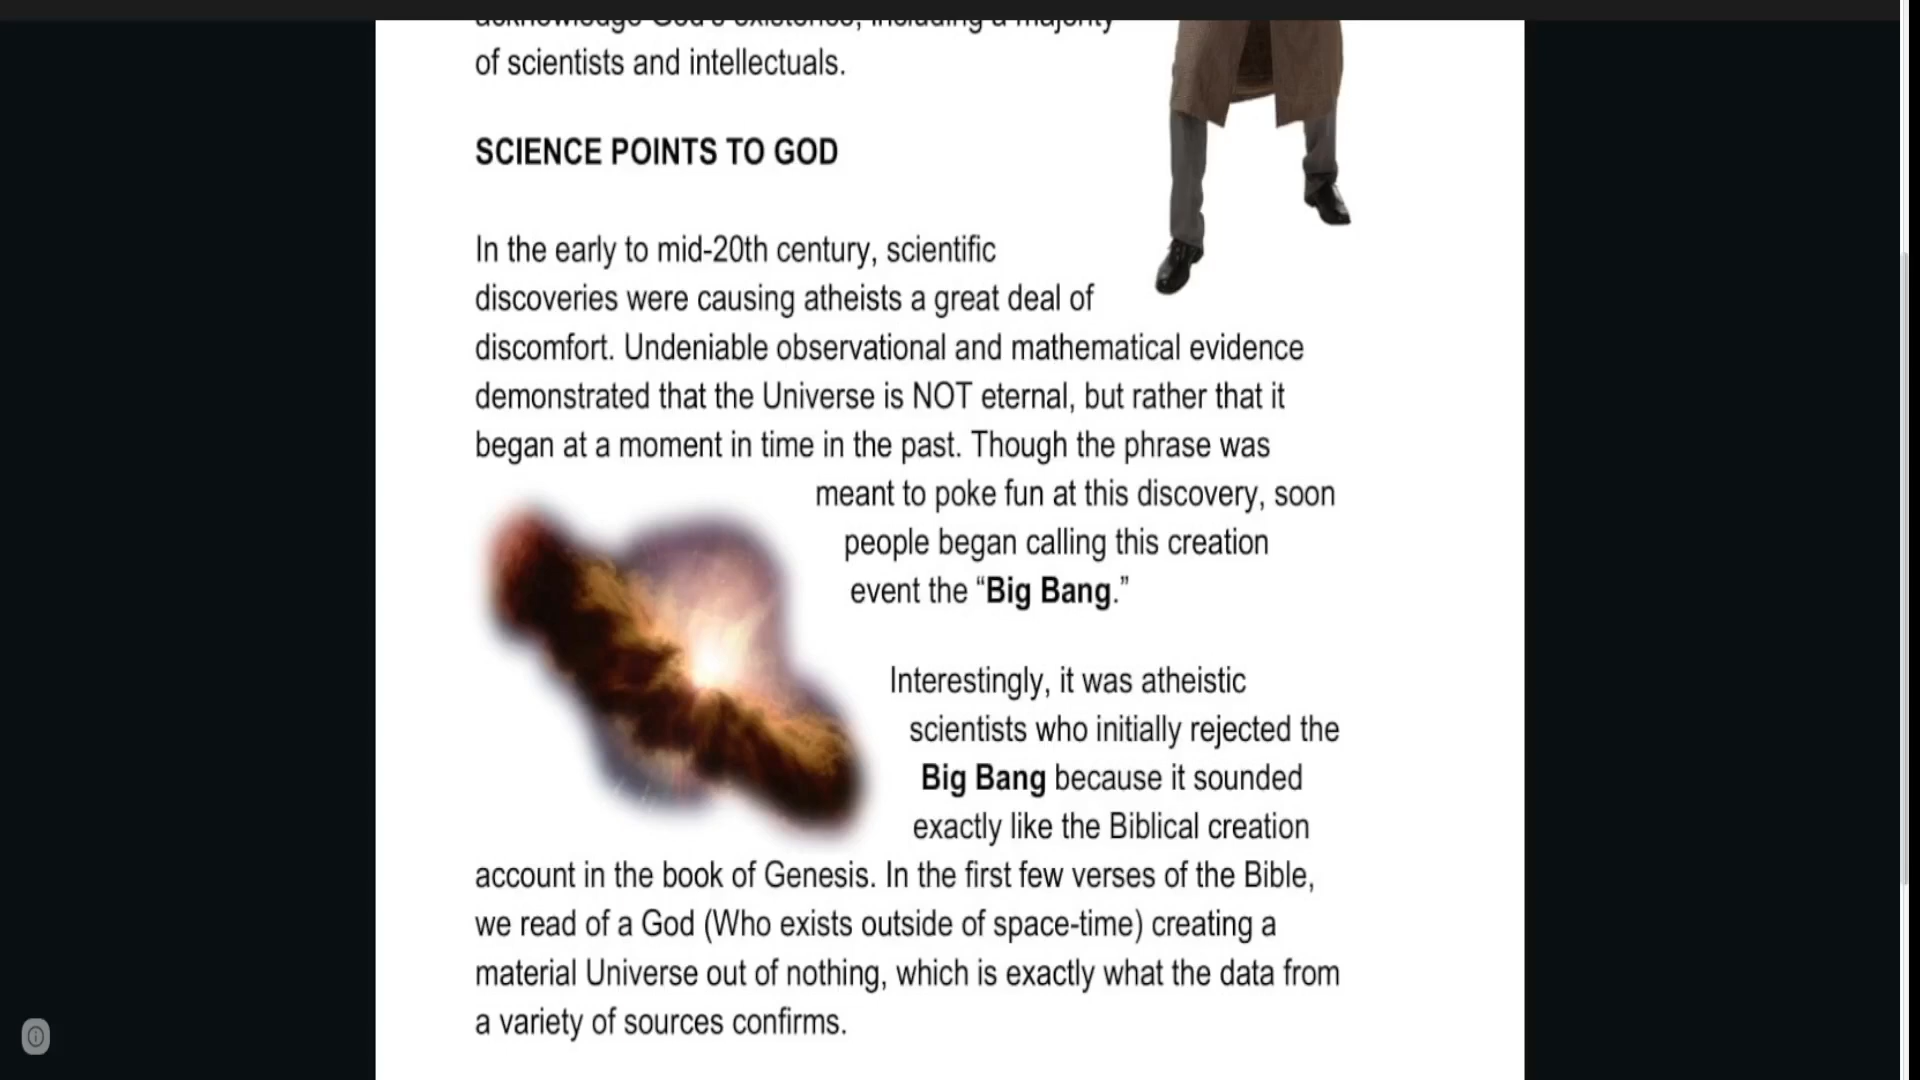 acknowledge God's existence, including a majority
of scientists and intellectuals.
SCIENCE POINTS TO GOD
In the early to mid-20th century, scientific
discoveries were causing atheists a great deal of
discomfort. Undeniable observational and mathematical evidence
demonstrated that the Universe is NOT eternal, but rather that it
began at a moment in time in the past. Though the phrase was
meant to poke fun at this discovery, soon
people began calling this creation
event the “Big Bang.”
Interestingly, it was atheistic
scientists who initially rejected the
Big Bang because it sounded
exactly like the Biblical creation
account in the book of Genesis. In the first few verses of the Bible,
we read of a God (Who exists outside of space-time) creating a
material Universe out of nothing, which is exactly what the data from
a variety of sources confirms.